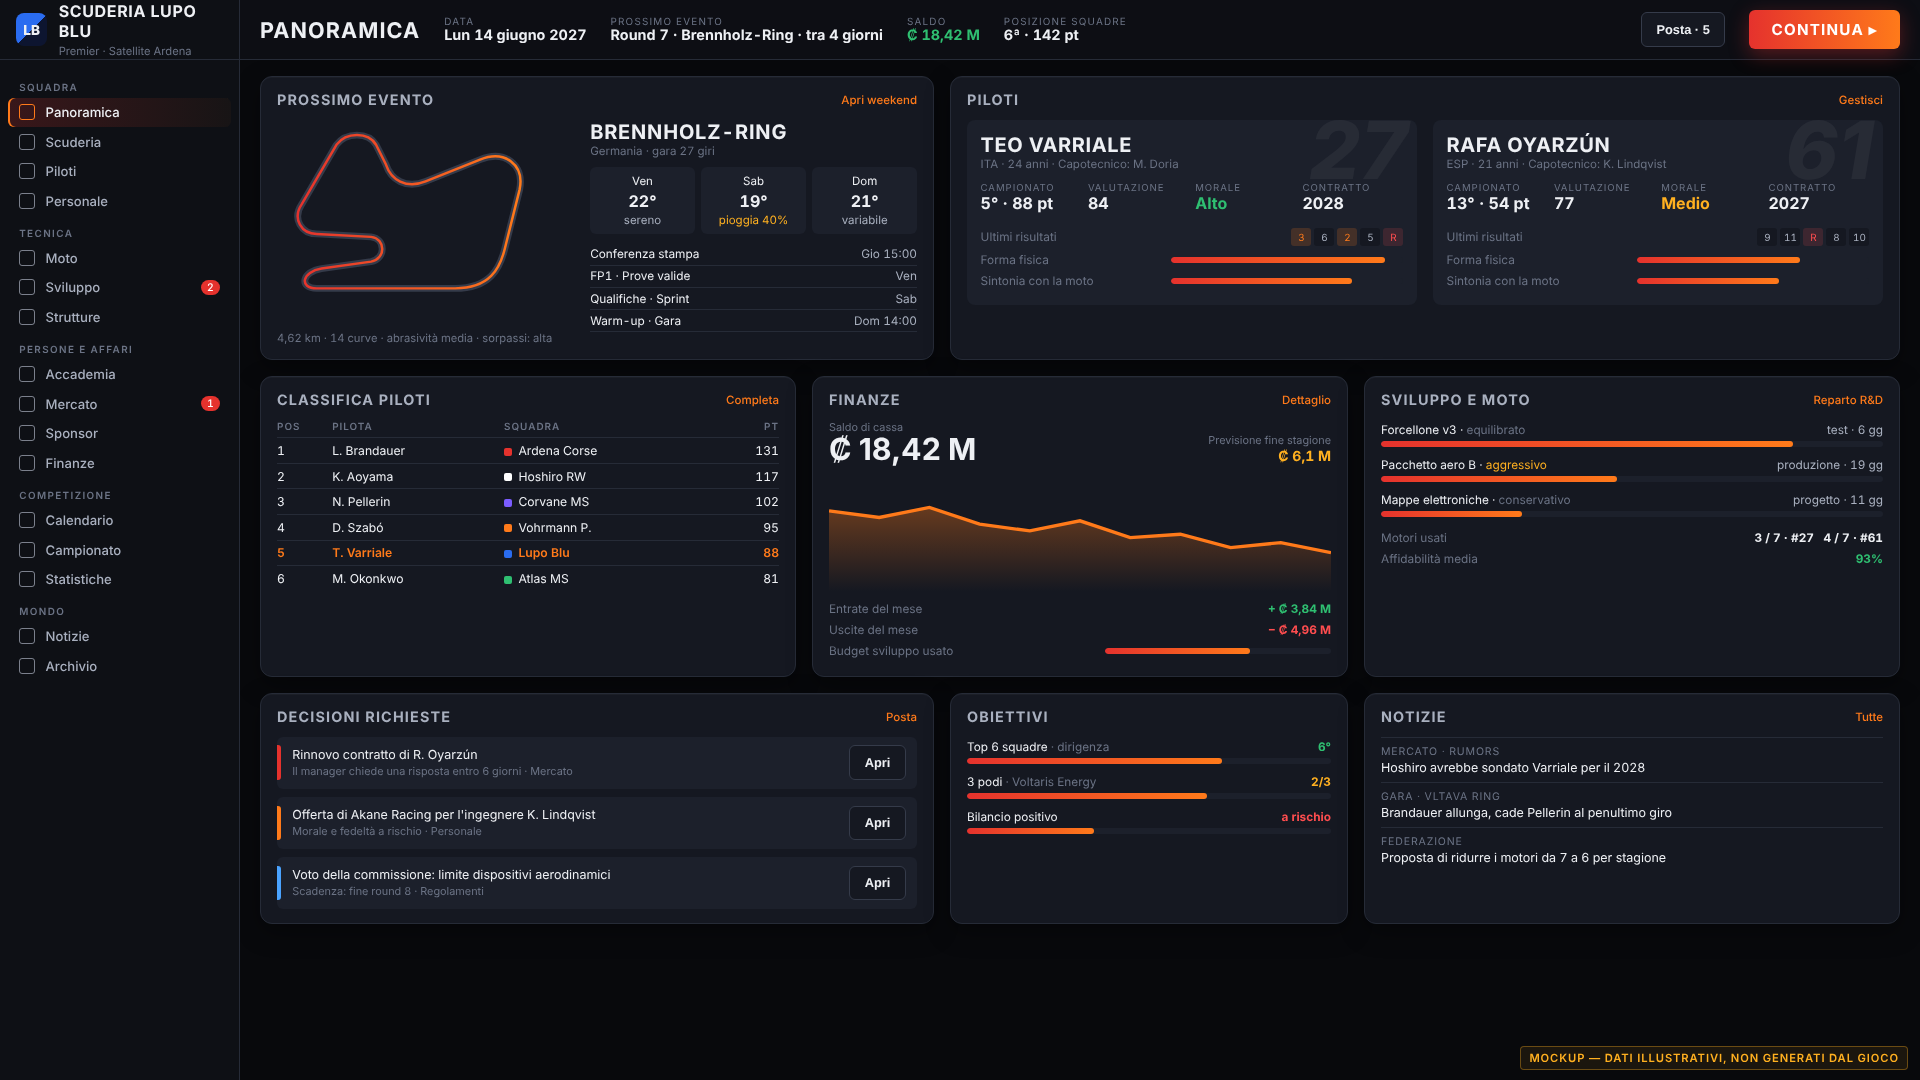 LB
SCUDERIA LUPO
BLU
Premier · Satellite Ardena
PANORAMICA
DATA
Lun 14 giugno 2027
PROSSIMO EVENTO
Round 7 · Brennholz-Ring · tra 4 giorni
SALDO
₡ 18,42 M
POSIZIONE SQUADRE
6ª · 142 pt
Posta · 5
CONTINUA ▸
SQUADRA
Panoramica
Scuderia
Piloti
Personale
TECNICA
Moto
Sviluppo 2
Strutture
PERSONE E AFFARI
Accademia
Mercato 1
Sponsor
Finanze
COMPETIZIONE
Calendario
Campionato
Statistiche
MONDO
Notizie
Archivio
PROSSIMO EVENTO Apri weekend
BRENNHOLZ-RING
Germania · gara 27 giri
Ven Sab Dom
22° 19° 21°
sereno pioggia 40% variabile
Conferenza stampa Gio 15:00
FP1 · Prove valide Ven
Qualifiche · Sprint Sab
Warm-up · Gara Dom 14:00
4,62 km · 14 curve · abrasività media · sorpassi: alta
PILOTI Gestisci
27
TEO VARRIALE
ITA · 24 anni · Capotecnico: M. Doria
CAMPIONATO VALUTAZIONE MORALE CONTRATTO
5° · 88 pt 84 Alto 2028
Ultimi risultati 3 6 2 5 R
Forma fisica
Sintonia con la moto
61
RAFA OYARZÚN
ESP · 21 anni · Capotecnico: K. Lindqvist
CAMPIONATO VALUTAZIONE MORALE CONTRATTO
13° · 54 pt 77 Medio 2027
Ultimi risultati 9 11 R 8 10
Forma fisica
Sintonia con la moto
CLASSIFICA PILOTI Completa
POS PILOTA SQUADRA PT
1 L. Brandauer Ardena Corse 131
2 K. Aoyama Hoshiro RW 117
3 N. Pellerin Corvane MS 102
4 D. Szabó Vohrmann P. 95
5 T. Varriale Lupo Blu 88
6 M. Okonkwo Atlas MS 81
FINANZE Dettaglio
Saldo di cassa
₡ 18,42 M
Previsione fine stagione
₡ 6,1 M
Entrate del mese + ₡ 3,84 M
Uscite del mese − ₡ 4,96 M
Budget sviluppo usato
SVILUPPO E MOTO Reparto R&D
Forcellone v3 · equilibrato test · 6 gg
Pacchetto aero B · aggressivo produzione · 19 gg
Mappe elettroniche · conservativo progetto · 11 gg
Motori usati 3 / 7 · #27 4 / 7 · #61
Affidabilità media 93%
DECISIONI RICHIESTE Posta
Rinnovo contratto di R. Oyarzún
Il manager chiede una risposta entro 6 giorni · Mercato
Apri
Offerta di Akane Racing per l'ingegnere K. Lindqvist
Morale e fedeltà a rischio · Personale
Apri
Voto della commissione: limite dispositivi aerodinamici
Scadenza: fine round 8 · Regolamenti
Apri
OBIETTIVI
Top 6 squadre · dirigenza 6°
3 podi · Voltaris Energy 2/3
Bilancio positivo a rischio
NOTIZIE Tutte
MERCATO · RUMORS
Hoshiro avrebbe sondato Varriale per il 2028
GARA · VLTAVA RING
Brandauer allunga, cade Pellerin al penultimo giro
FEDERAZIONE
Proposta di ridurre i motori da 7 a 6 per stagione
MOCKUP — DATI ILLUSTRATIVI, NON GENERATI DAL GIOCO